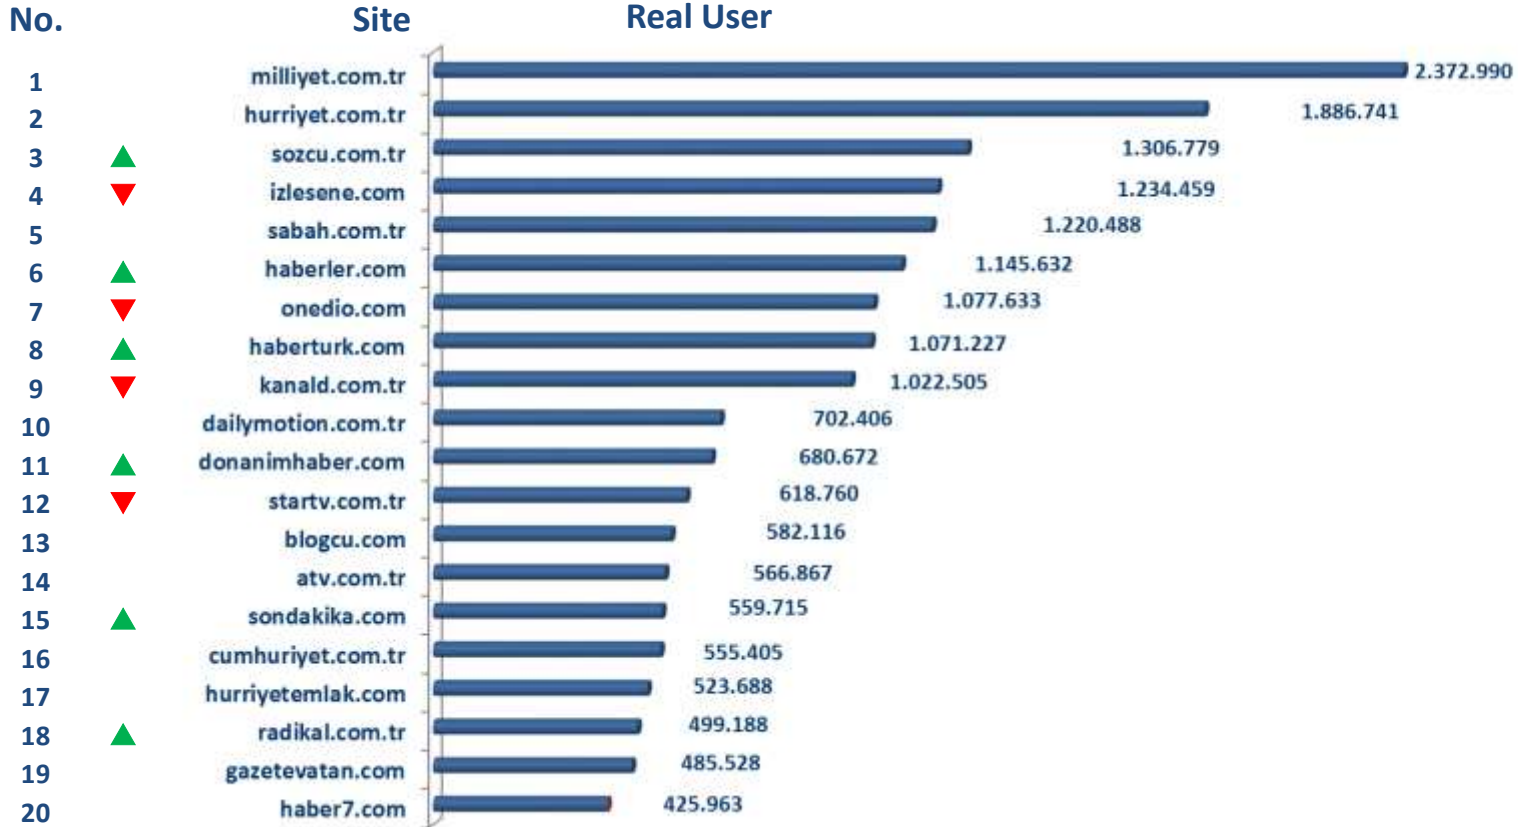 No. Site Real User
1 milliyet.com.tr 2.372.990
2 hurriyet.com.tr 1.886.741
3 sozcu.com.tr 1.306.779
4 izlesene.com 1.234.459
5 sabah.com.tr 1.220.488
6 haberler.com 1.145.632
7 onedio.com 1.077.633
8 haberturk.com 1.071.227
9 kanald.com.tr 1.022.505
10 dailymotion.com.tr 702.406
11 donanimhaber.com 680.672
12 startv.com.tr 618.760
13 blogcu.com 582.116
14 atv.com.tr 566.867
15 sondakika.com 559.715
16 cumhuriyet.com.tr 555.405
17 hurriyetemlak.com 523.688
18 radikal.com.tr 499.188
19 gazetevatan.com 485.528
20 haber7.com 425.963